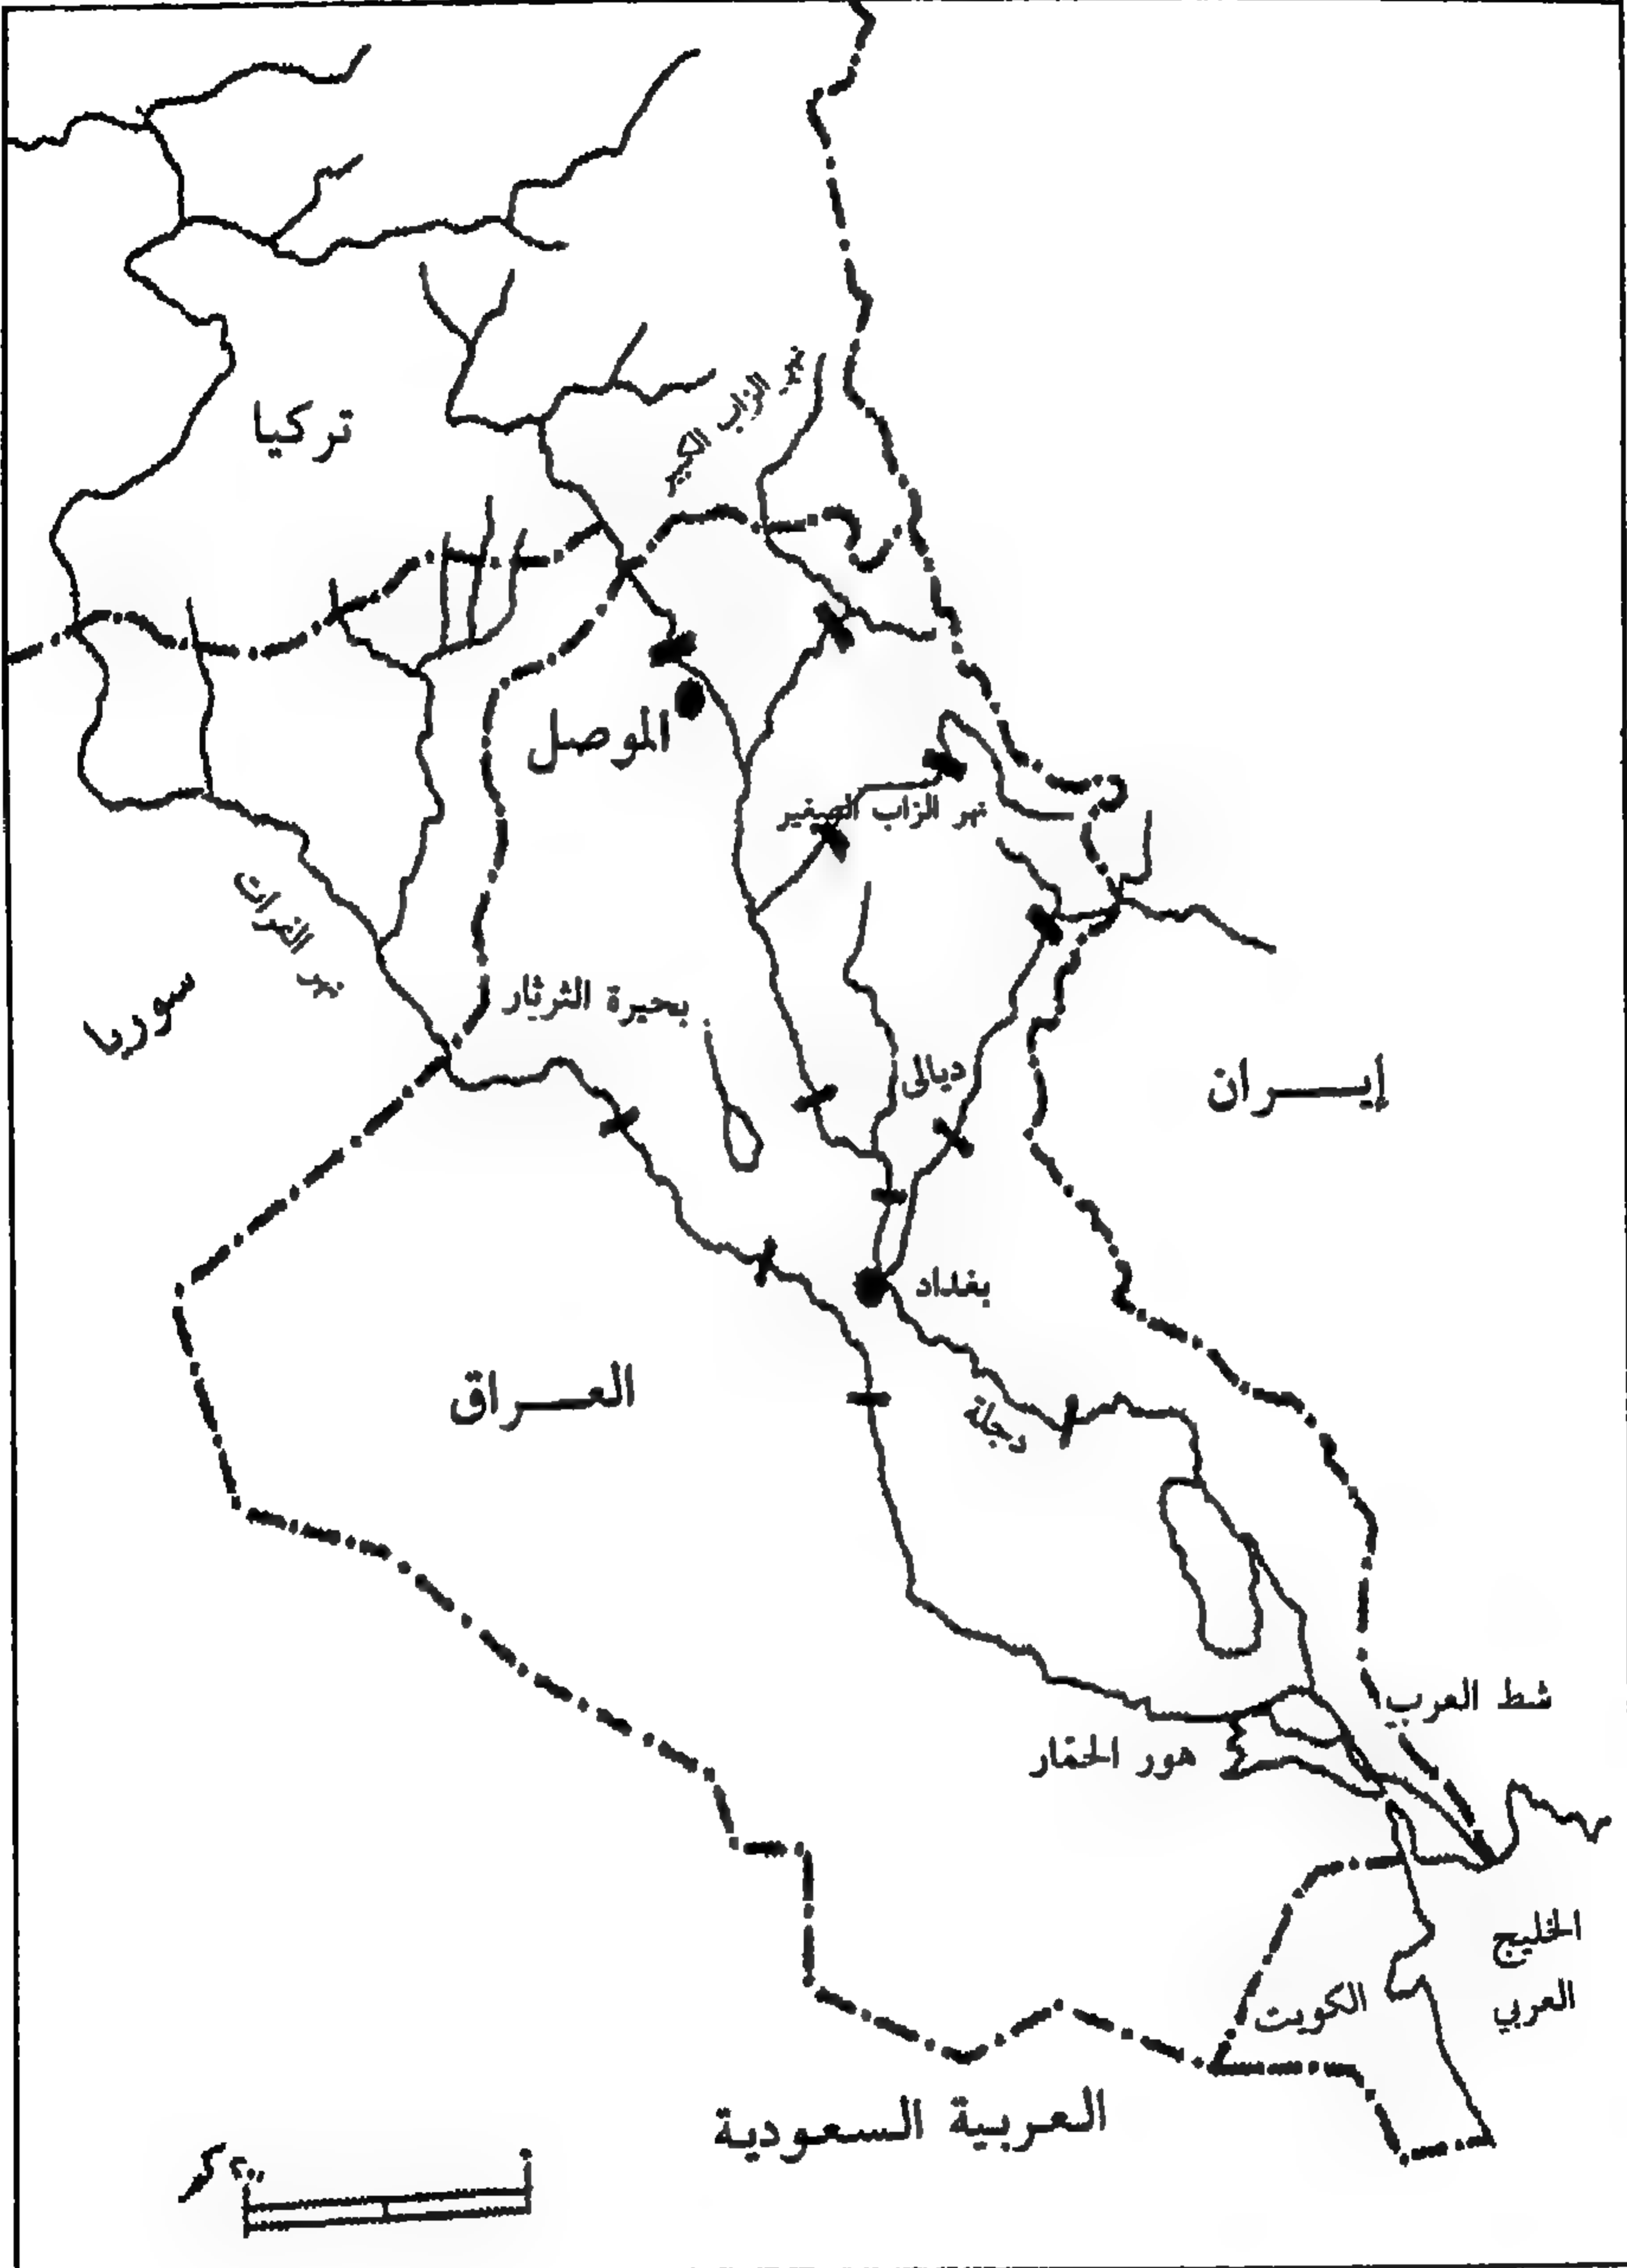 نهر الزاب الكبير
تركيا
الموصل
نهر الزاب الصغير
نهر الفرات
سوريا
بحيرة الثرثار
ديالى
إيـــران
بغداد
العـــراق
دجلة
شط العرب
هور الحمّار
الخليج
العربي
الكويت
العربية السعودية
٢٠٠ كم